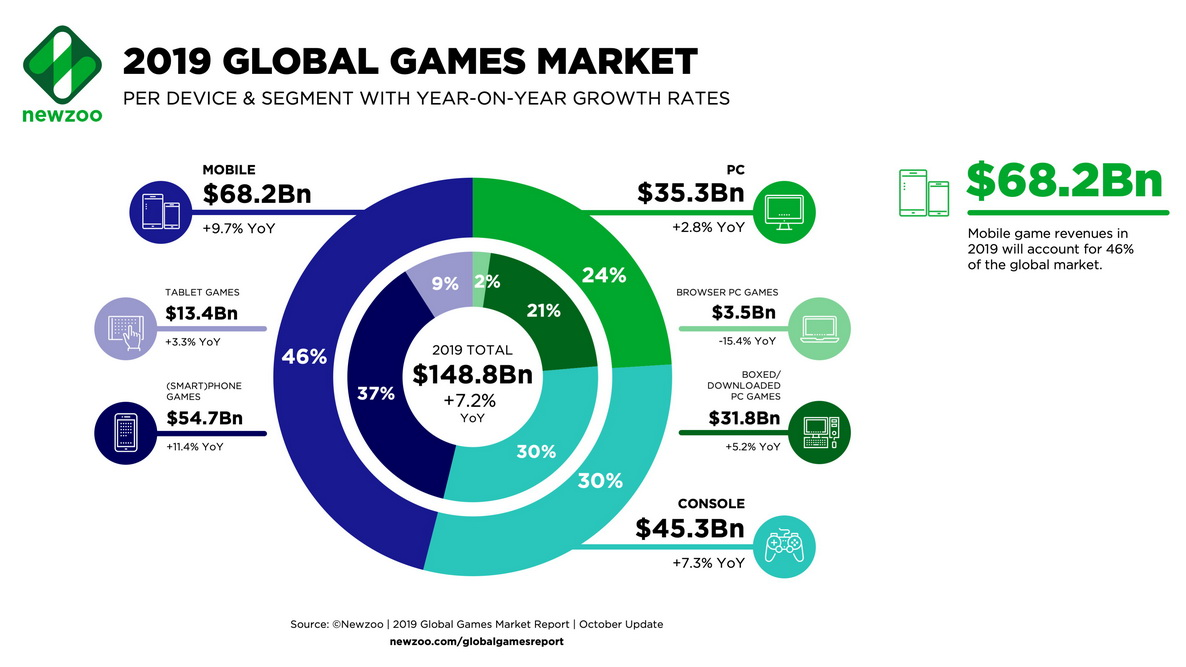 newzoo
2019 GLOBAL GAMES MARKET
PER DEVICE & SEGMENT WITH YEAR-ON-YEAR GROWTH RATES
MOBILE
$68.2Bn
+9.7% YoY
TABLET GAMES
$13.4Bn
+3.3% YoY
(SMART)PHONE
GAMES
$54.7Bn
+11.4% YoY
46%
24%
30%
9%
2%
21%
37%
30%
2019 TOTAL
$148.8Bn
+7.2%
YoY
PC
$35.3Bn
+2.8% YoY
BROWSER PC GAMES
$3.5Bn
-15.4% YoY
BOXED/
DOWNLOADED
PC GAMES
$31.8Bn
+5.2% YoY
CONSOLE
$45.3Bn
+7.3% YoY
$68.2Bn
Mobile game revenues in
2019 will account for 46%
of the global market.
Source: ©Newzoo | 2019 Global Games Market Report | October Update
newzoo.com/globalgamesreport